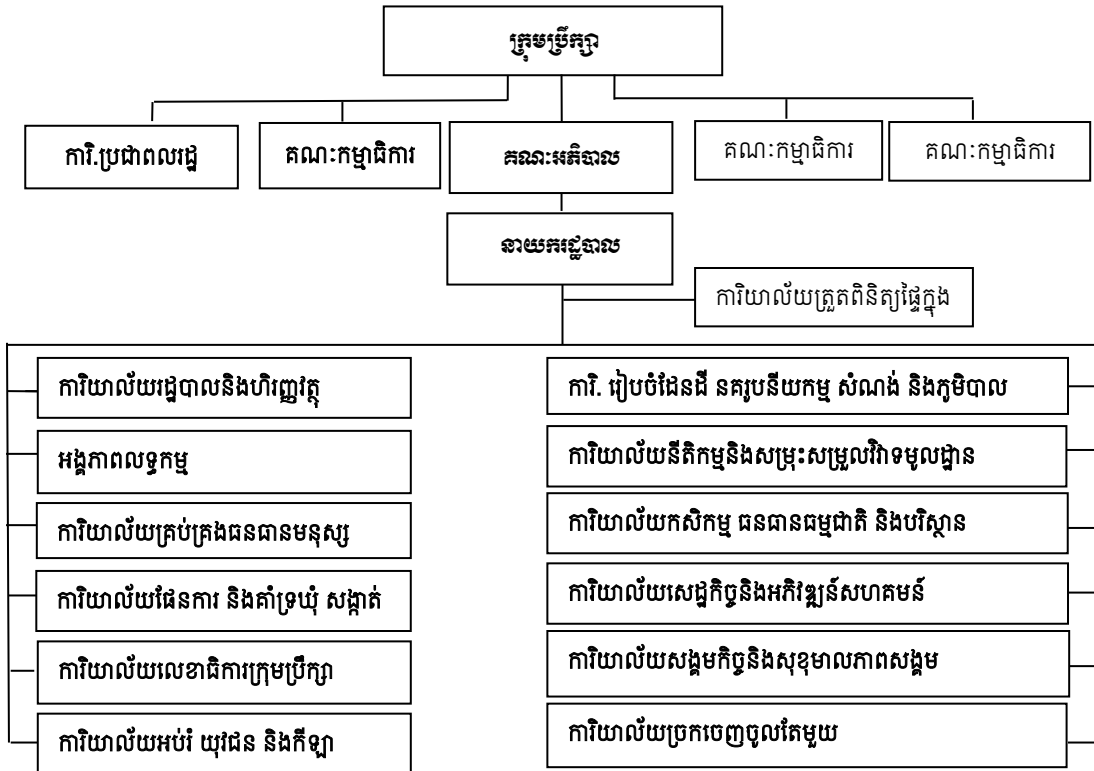 ក្រុមប្រឹក្សា
ការិ.ប្រជាពលរដ្ឋ
គណៈកម្មាធិការ
គណៈអភិបាល
គណៈកម្មាធិការ
គណៈកម្មាធិការ
នាយករដ្ឋបាល
ការិយាល័យត្រួតពិនិត្យផ្ទៃក្នុង
ការិយាល័យរដ្ឋបាលនិងហិរញ្ញវត្ថុ
អង្គភាពលទ្ធកម្ម
ការិយាល័យគ្រប់គ្រងធនធានមនុស្ស
ការិយាល័យផែនការ និងគាំទ្រឃុំ សង្កាត់
ការិយាល័យលេខាធិការក្រុមប្រឹក្សា
ការិយាល័យអប់រំ យុវជន និងកីឡា
ការិ. រៀបចំដែនដី នគរូបនីយកម្ម សំណង់ និងភូមិបាល
ការិយាល័យនីតិកម្មនិងសម្រុះសម្រួលវិវាទមូលដ្ឋាន
ការិយាល័យកសិកម្ម ធនធានធម្មជាតិ និងបរិស្ថាន
ការិយាល័យសេដ្ឋកិច្ចនិងអភិវឌ្ឍន៍សហគមន៍
ការិយាល័យសង្គមកិច្ចនិងសុខុមាលភាពសង្គម
ការិយាល័យច្រកចេញចូលតែមួយ